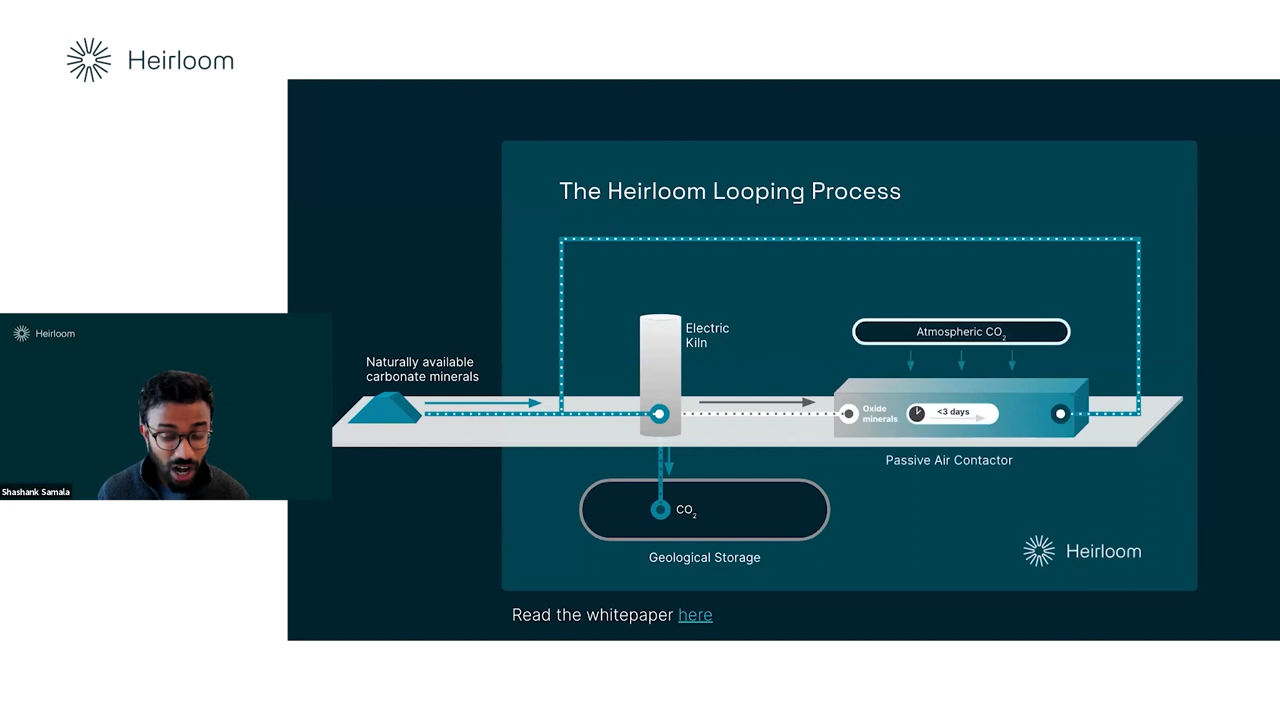 Heirloom
The Heirloom Looping Process
Electric
Kiln
Atmospheric CO2
Heirloom
Naturally available
carbonate minerals
Oxide
minerals
<3 days
Passive Air Contactor
Shashank Samala
CO2
Geological Storage
Heirloom
Read the whitepaper here